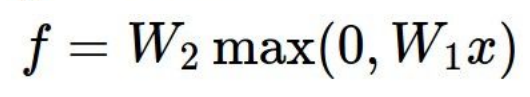 f = W₂ max(0, W₁x)